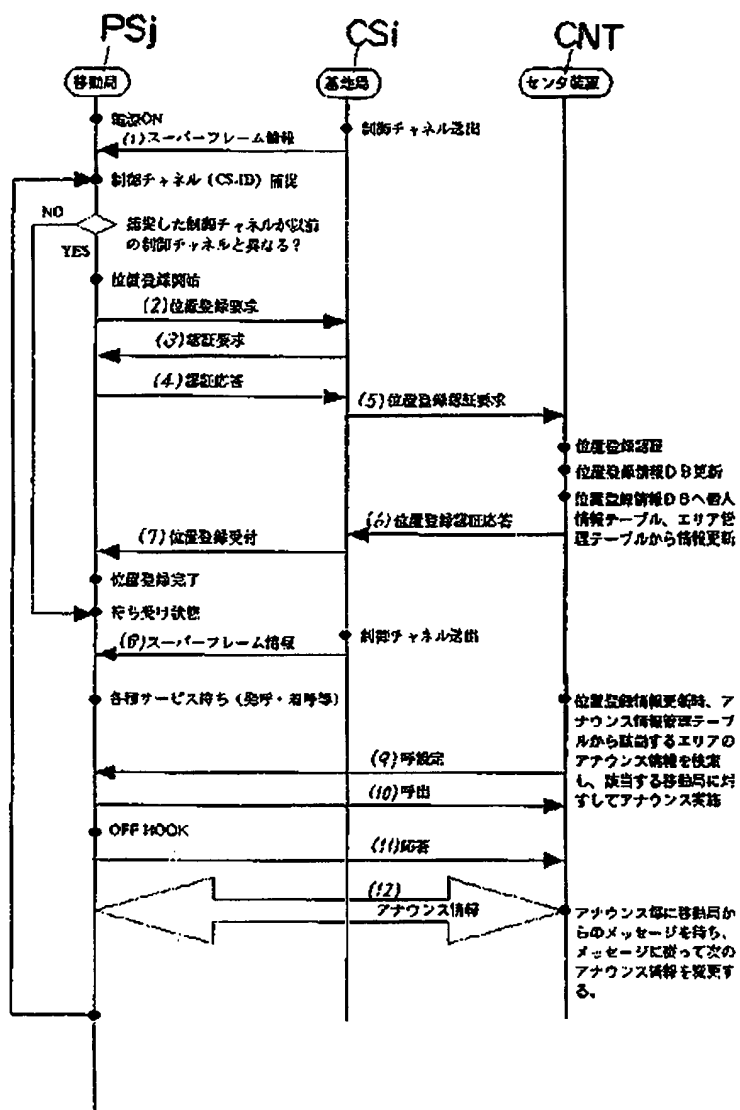 PSj
CSi
CNT
移動局
基地局
センタ装置
電源ON
制御チャネル送出
(1)スーパーフレーム情報
制御チャネル(CS-ID)捕捉
NO
YES
捕捉した制御チャネルが以前
の制御チャネルと異なる?
位置登録開始
(2)位置登録要求
(3)認証要求
(4)認証応答
(5)位置登録認証要求
位置登録認証
位置登録情報DB更新
位置登録情報DBへ個人
情報テーブル、エリア管
理テーブルから情報更新
(6)位置登録認証応答
(7)位置登録受付
位置登録完了
待ち受け状態
制御チャネル送出
(8)スーパーフレーム情報
各種サービス待ち(発呼・着呼等)
位置登録情報更新時、ア
ナウンス情報管理テーブ
ルから該当するエリアの
アナウンス情報を検索
し、該当する移動局に対
すしてアナウンス実施
(9)呼設定
(10)呼出
OFF HOOK
(11)応答
(12)
アナウンス情報
アナウンス毎に移動局か
らのメッセージを待ち、
メッセージに従って次の
アナウンス情報を変更す
る。